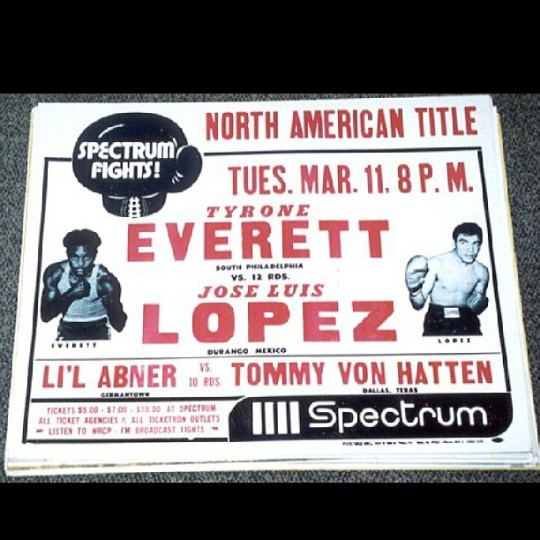 NORTH AMERICAN TITLE
SPECTRUM
FIGHTS!
TUES. MAR. 11, 8 P. M.
TYRONE
EVERETT
SOUTH PHILADELPHIA
VS. 12 RDS.
JOSE LUIS
LOPEZ
EVERETT
LOPEZ
DURANGO MEXICO
LI'L ABNER VS. 10 RDS. TOMMY VON HATTEN
GERMANTOWN
DALLAS, TEXAS
TICKETS $5.00 - $7.00 - $10.00 AT SPECTRUM
ALL TICKET AGENCIES & ALL TICKETRON OUTLETS
LISTEN TO WRCP - FM BROADCAST FIGHTS
Spectrum